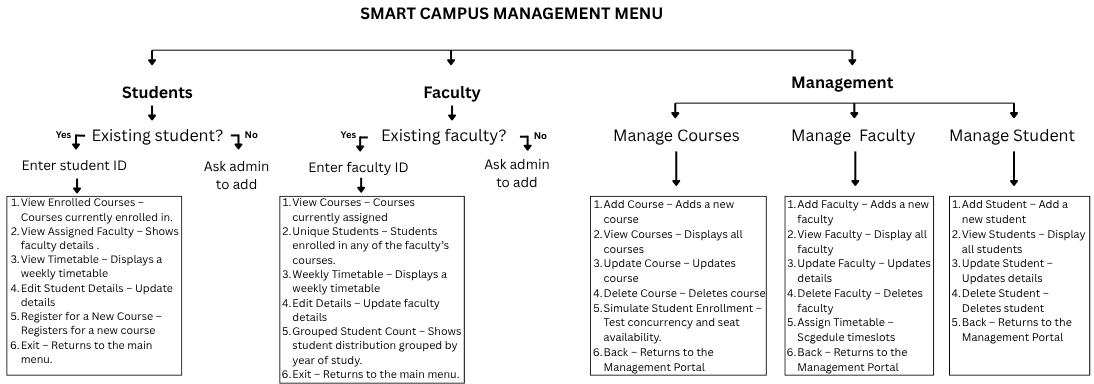 SMART CAMPUS MANAGEMENT MENU
Students
Faculty
Management
Yes
Existing student?
No
Yes
Existing faculty?
No
Manage Courses
Manage Faculty
Manage Student
Enter student ID
Ask admin
to add
Enter faculty ID
Ask admin
to add
1. View Enrolled Courses –
Courses currently enrolled in.
2. View Assigned Faculty – Shows
faculty details .
3. View Timetable – Displays a
weekly timetable
4. Edit Student Details – Update
details
5. Register for a New Course –
Registers for a new course
6. Exit – Returns to the main
menu.
1. View Courses – Courses
currently assigned
2. Unique Students – Students
enrolled in any of the faculty's
courses.
3. Weekly Timetable – Displays a
weekly timetable
4. Edit Details – Update faculty
details
5. Grouped Student Count – Shows
student distribution grouped by
year of study.
6. Exit – Returns to the main menu.
1. Add Course – Adds a new
course
2. View Courses – Displays all
courses
3. Update Course – Updates
course
4. Delete Course – Deletes course
5. Simulate Student Enrollment –
Test concurrency and seat
availability.
6. Back – Returns to the
Management Portal
1. Add Faculty – Adds a new
faculty
2. View Faculty – Display all
faculty
3. Update Faculty – Updates
details
4. Delete Faculty – Deletes
faculty
5. Assign Timetable –
Scgedule timeslots
6. Back – Returns to the
Management Portal
1. Add Student – Add a
new student
2. View Students – Display
all students
3. Update Student –
Updates details
4. Delete Student –
Deletes student
5. Back – Returns to the
Management Portal